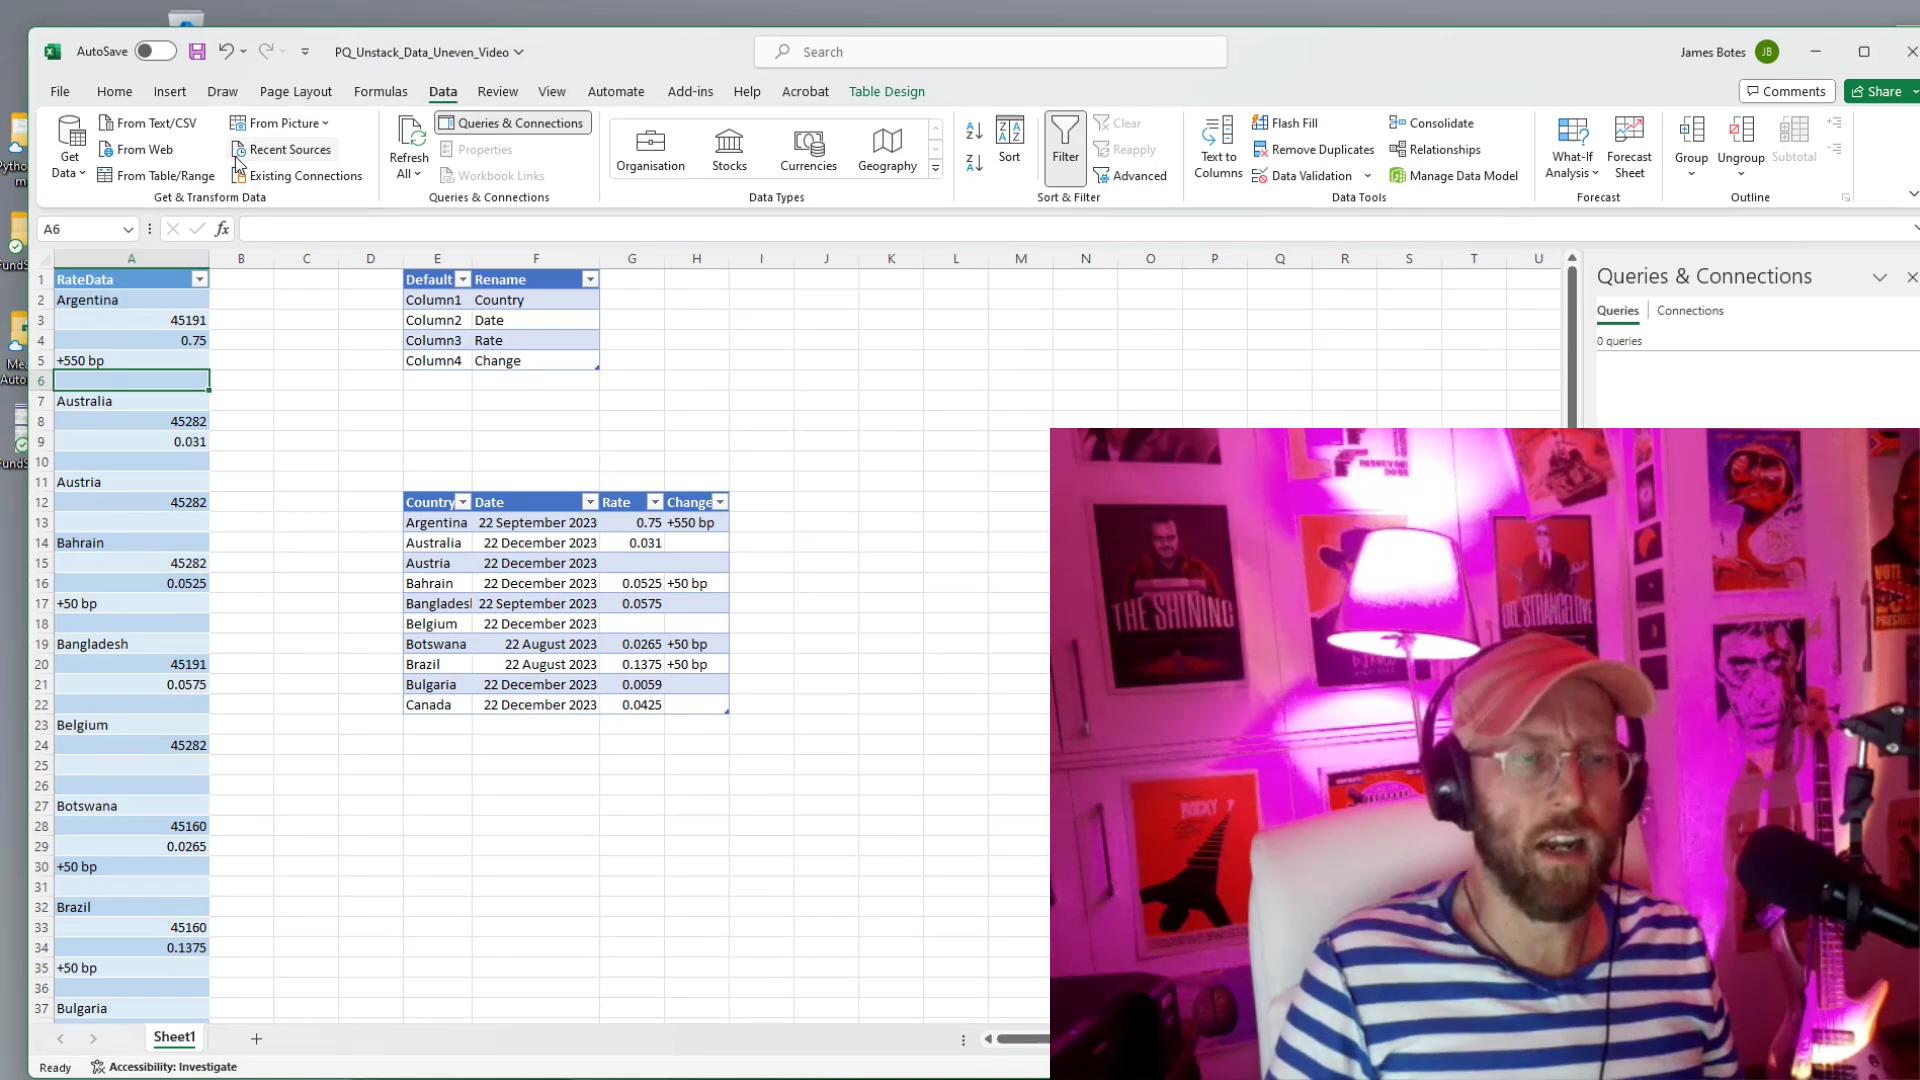 AutoSave
PQ_Unstack_Data_Uneven_Video
Search
James Botes
JB
File Home Insert Draw Page Layout Formulas Data Review View Automate Add-ins Help Acrobat Table Design
Comments
Share
Get Data
From Text/CSV
From Web
From Table/Range
From Picture
Recent Sources
Existing Connections
Get & Transform Data
Refresh All
Queries & Connections
Properties
Workbook Links
Queries & Connections
Organisation
Stocks
Currencies
Geography
Data Types
Sort
Filter
Clear
Reapply
Advanced
Sort & Filter
Text to Columns
Flash Fill
Remove Duplicates
Data Validation
Consolidate
Relationships
Manage Data Model
Data Tools
What-If Analysis
Forecast Sheet
Forecast
Group
Ungroup
Subtotal
Outline
A6
fx
A B C D E F G H I J K L M N O P Q R S T U
1 RateData Default Rename
2 Argentina Column1 Country
3 45191 Column2 Date
4 0.75 Column3 Rate
5 +550 bp Column4 Change
6
7 Australia
8 45282
9 0.031
10
11 Austria
12 45282 Country Date Rate Change
13 Argentina 22 September 2023 0.75 +550 bp
14 Bahrain Australia 22 December 2023 0.031
15 45282 Austria 22 December 2023
16 0.0525 Bahrain 22 December 2023 0.0525 +50 bp
17 +50 bp Banglades 22 September 2023 0.0575
18 Belgium 22 December 2023
19 Bangladesh Botswana 22 August 2023 0.0265 +50 bp
20 45191 Brazil 22 August 2023 0.1375 +50 bp
21 0.0575 Bulgaria 22 December 2023 0.0059
22 Canada 22 December 2023 0.0425
23 Belgium
24 45282
25
26
27 Botswana
28 45160
29 0.0265
30 +50 bp
31
32 Brazil
33 45160
34 0.1375
35 +50 bp
36
37 Bulgaria
Sheet1
Ready
Accessibility: Investigate
Queries & Connections
Queries
Connections
0 queries
THE SHINING
DR. STRANGELOVE
ROCKY
VOTE